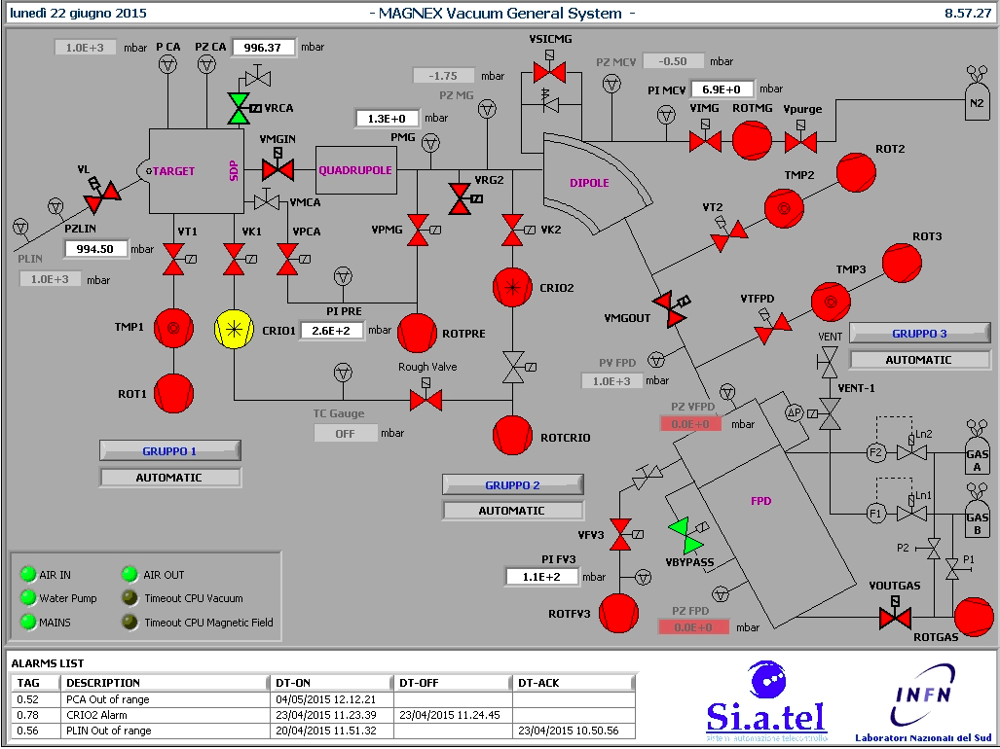 lunedì 22 giugno 2015
- MAGNEX Vacuum General System -
8.57.27
1.0E+3 mbar
P CA
PZ CA
996.37 mbar
VSICMG
PZ MCV
-0.50 mbar
-1.75 mbar
PZ MG
PI MCV
6.9E+0 mbar
N2
VRCA
1.3E+0 mbar
VIMG
ROTMG
Vpurge
VMGIN
PMG
ROT2
VL
TARGET
SDP
QUADRUPOLE
VRG2
DIPOLE
TMP2
VMCA
PZLIN
994.50 mbar
PLIN
1.0E+3 mbar
VT1
VK1
VPCA
VPMG
VK2
VT2
ROT3
TMP3
CRIO2
VTFPD
VMGOUT
PI PRE
2.6E+2 mbar
TMP1
CRIO1
ROTPRE
GRUPPO 3
AUTOMATIC
VENT
PV FPD
1.0E+3 mbar
Rough Valve
ROT1
VENT-1
TC Gauge
OFF mbar
PZ VFPD
0.0E+0 mbar
ΔP
ROTCRIO
F2
Ln2
GAS
A
GRUPPO 1
AUTOMATIC
GRUPPO 2
AUTOMATIC
FPD
F1
Ln1
GAS
B
VFV3
VBYPASS
P2
P1
PI FV3
1.1E+2 mbar
VOUTGAS
ROTFV3
PZ FPD
0.0E+0 mbar
ROTGAS
AIR IN
AIR OUT
Water Pump
Timeout CPU Vacuum
MAINS
Timeout CPU Magnetic Field
ALARMS LIST
TAG DESCRIPTION DT-ON DT-OFF DT-ACK
0.52 PCA Out of range 04/05/2015 12.12.21
0.78 CRIO2 Alarm 23/04/2015 11.23.39 23/04/2015 11.24.45
0.56 PLIN Out of range 20/04/2015 11.51.32 23/04/2015 10.50.56
Si.a.tel
sistemi automazione telecontrollo
INFN
Laboratori Nazionali del Sud